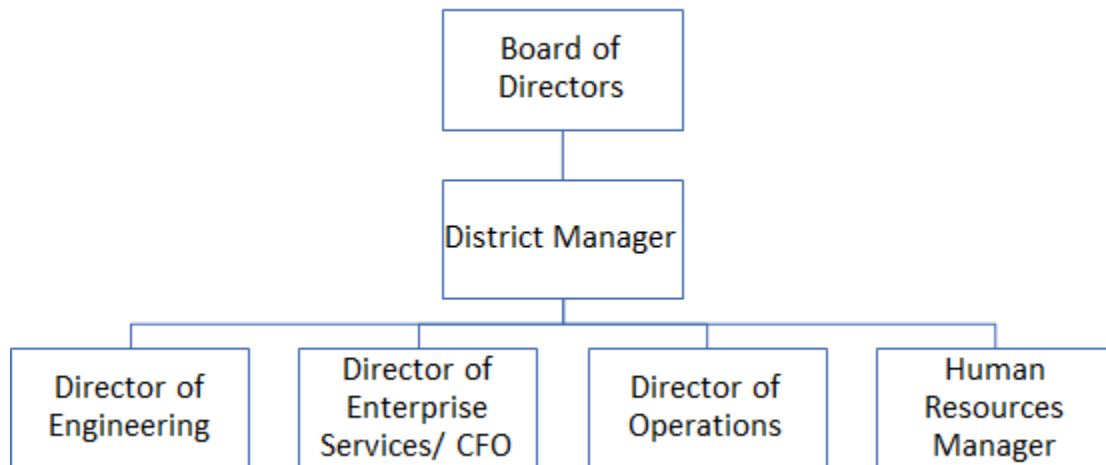 Board of
Directors
District Manager
Director of
Engineering
Director of
Enterprise
Services/ CFO
Director of
Operations
Human
Resources
Manager